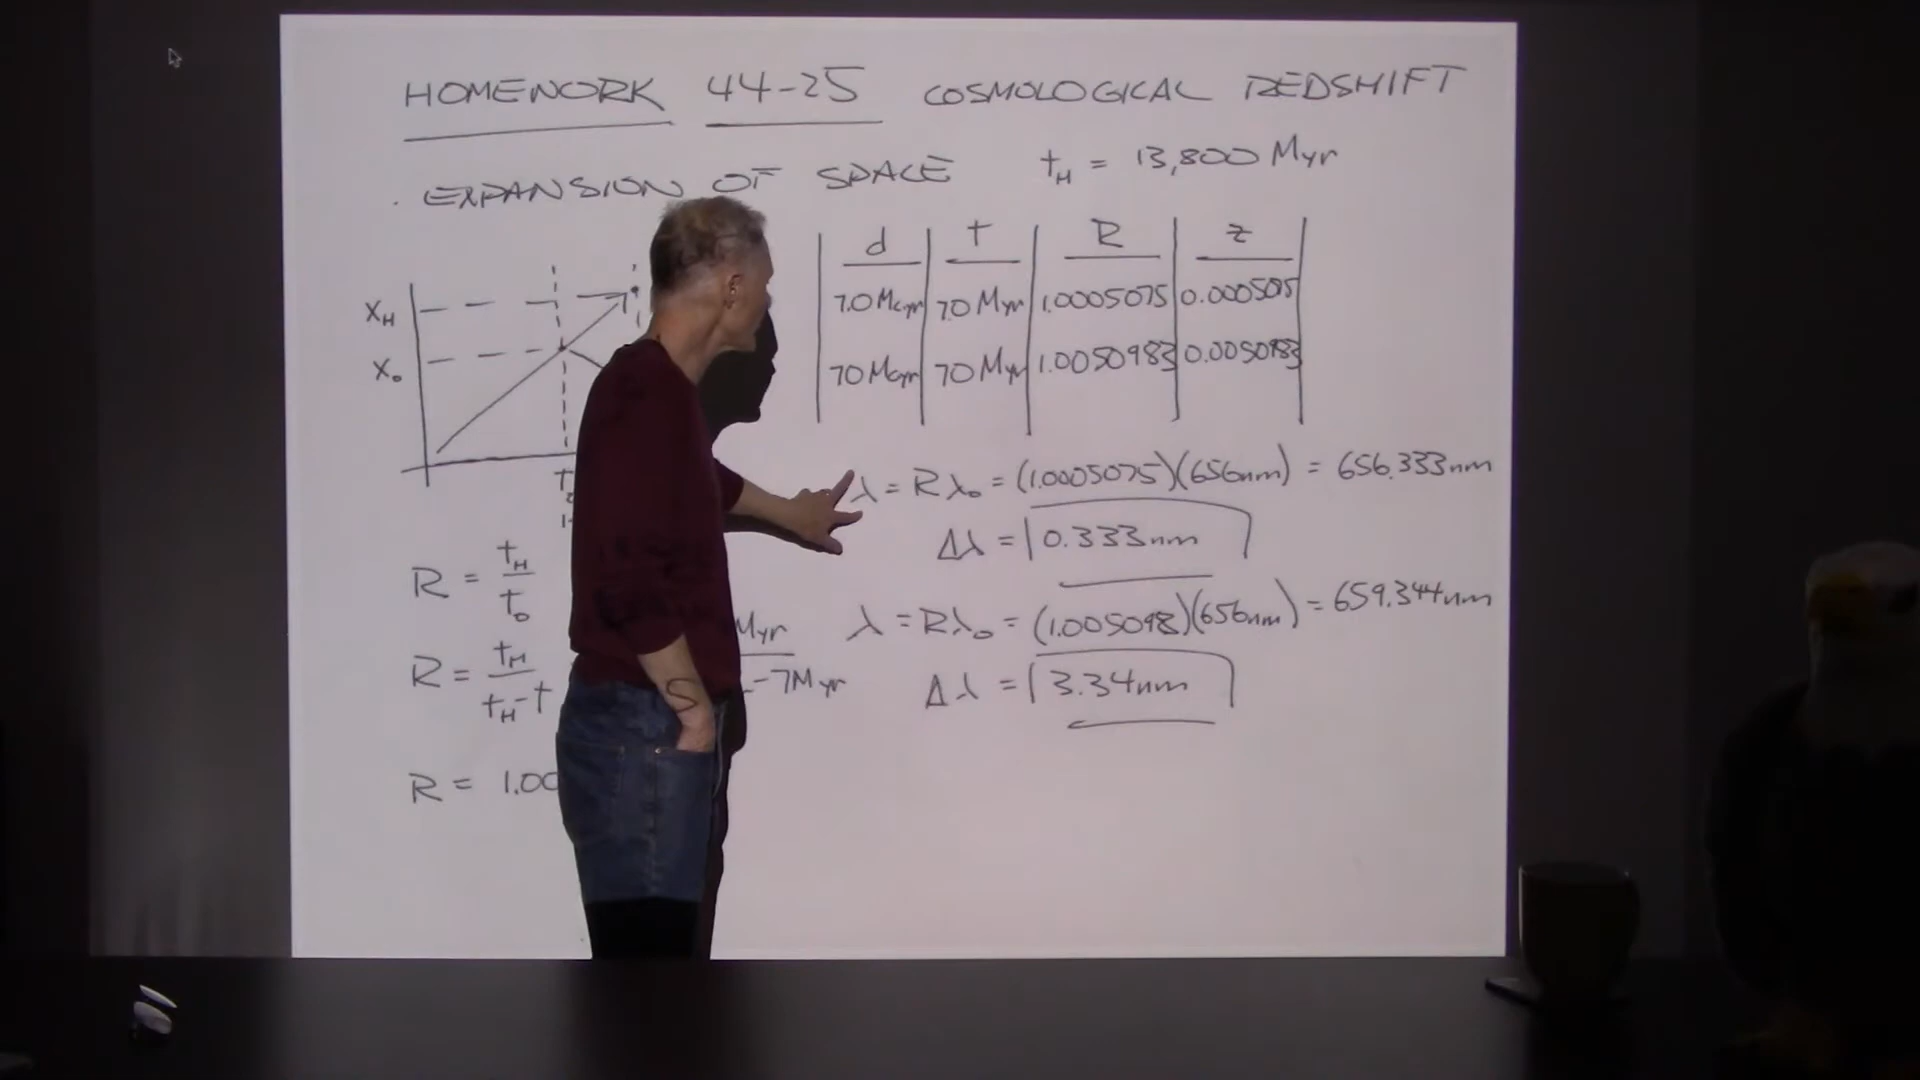 HOMEWORK 44-25 COSMOLOGICAL REDSHIFT
. EXPANSION OF SPACE
tH = 13,800 Myr
d t R z
7.0 Mcyr 7.0 Myr 1.0005075 0.0005075
70 Mcyr 70 Myr 1.0050983 0.0050983
xH
x₀
λ = Rλ₀ = (1.0005075)(656nm) = 656.333nm
Δλ = 0.333nm
λ = Rλ₀ = (1.005098)(656nm) = 659.344nm
Δλ = 3.34nm
R = tH/t₀
R = tH/(tH-t)
Myr
-7Myr
R = 1.00